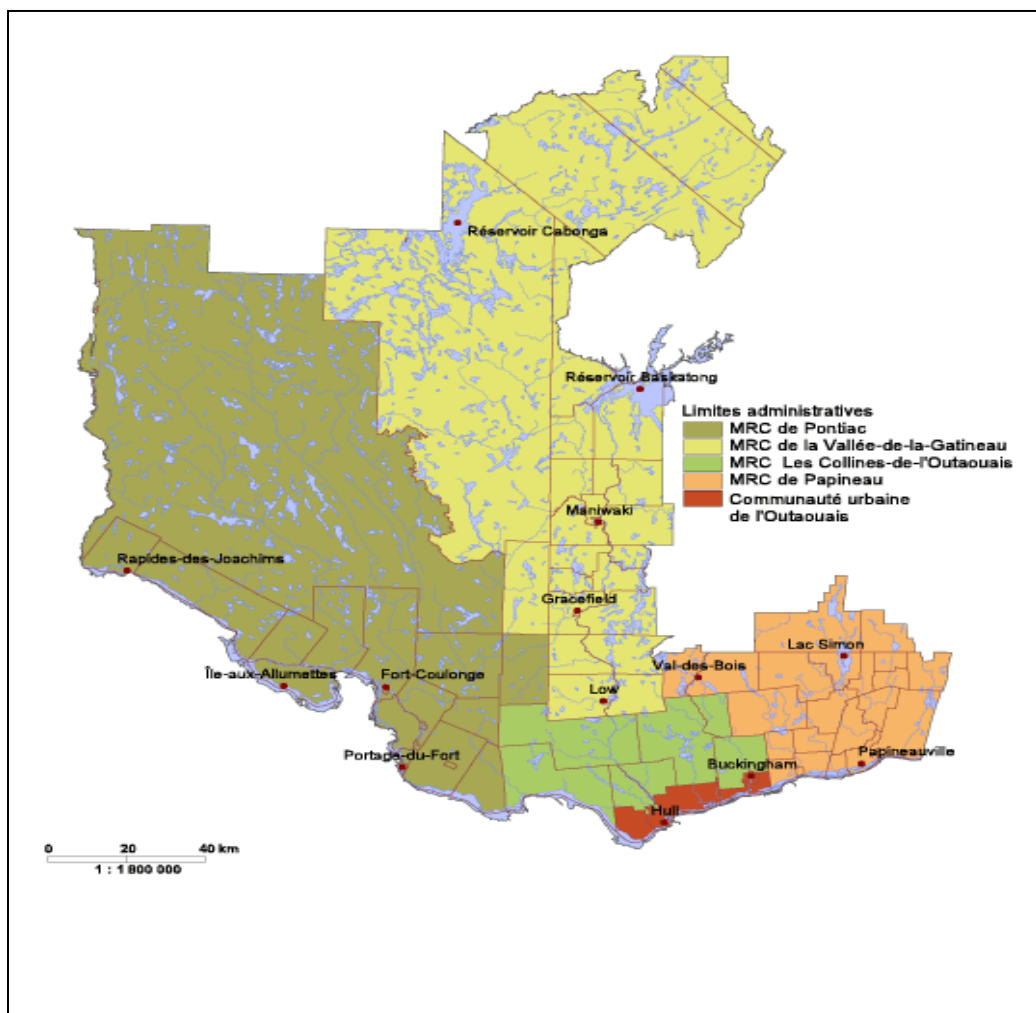 Réservoir Cabonga
Réservoir Baskatong
Limites administratives
MRC de Pontiac
MRC de la Vallée-de-la-Gatineau
MRC Les Collines-de-l'Outaouais
MRC de Papineau
Communauté urbaine
de l'Outaouais
Maniwaki
Rapides-des-Joachims
Gracefield
Lac Simon
Val-des-Bois
Île-aux-Allumettes
Fort-Coulonge
Low
Portage-du-Fort
Buckingham
Papineauville
Hull
0 20 40 km
1 : 1 800 000